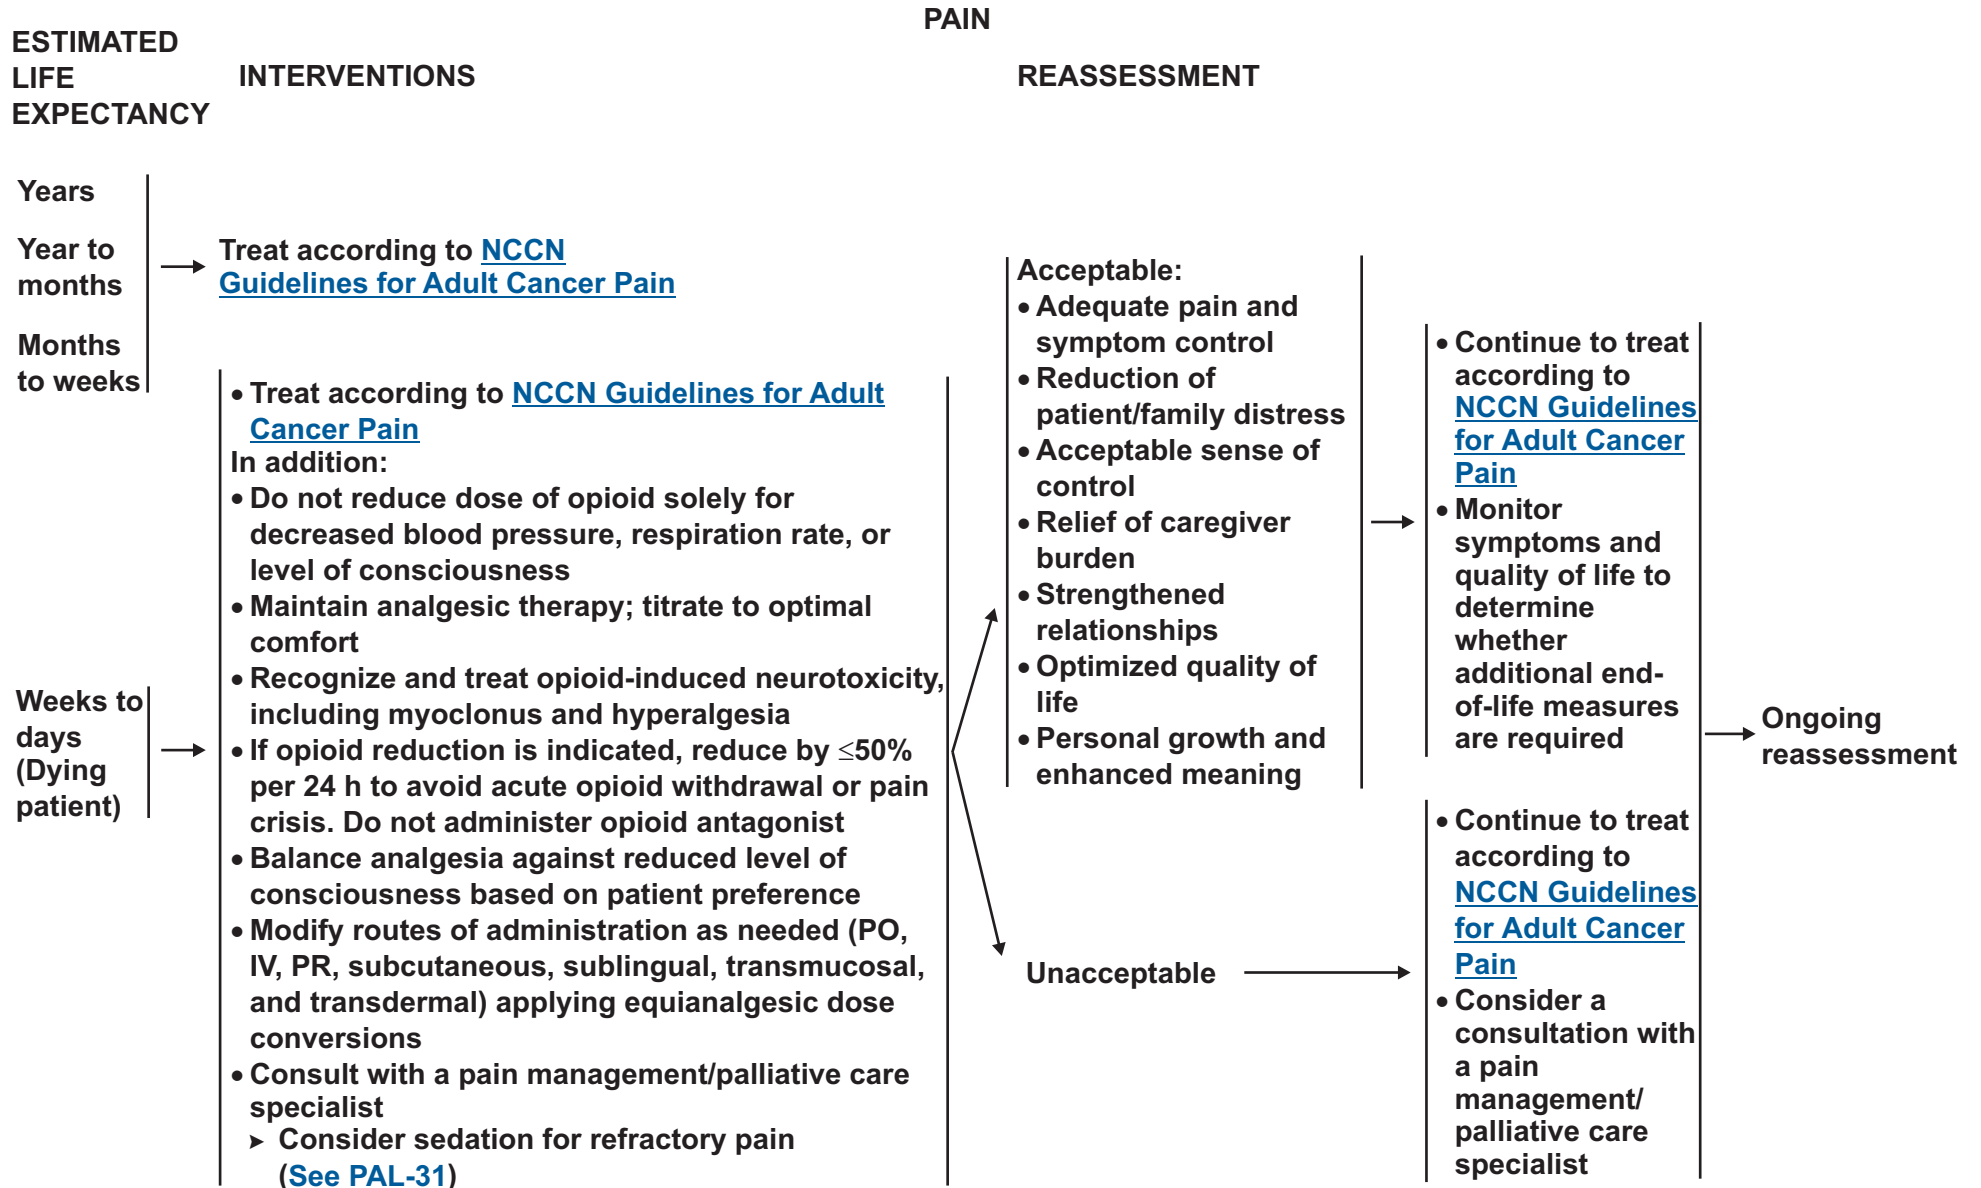 PAIN
ESTIMATED
LIFE
EXPECTANCY
INTERVENTIONS
REASSESSMENT
Years
Year to
months
Months
to weeks
Treat according to NCCN
Guidelines for Adult Cancer Pain
Weeks to
days
(Dying
patient)
• Treat according to NCCN Guidelines for Adult
Cancer Pain
In addition:
• Do not reduce dose of opioid solely for
decreased blood pressure, respiration rate, or
level of consciousness
• Maintain analgesic therapy; titrate to optimal
comfort
• Recognize and treat opioid-induced neurotoxicity,
including myoclonus and hyperalgesia
• If opioid reduction is indicated, reduce by ≤50%
per 24 h to avoid acute opioid withdrawal or pain
crisis. Do not administer opioid antagonist
• Balance analgesia against reduced level of
consciousness based on patient preference
• Modify routes of administration as needed (PO,
IV, PR, subcutaneous, sublingual, transmucosal,
and transdermal) applying equianalgesic dose
conversions
• Consult with a pain management/palliative care
specialist
➤ Consider sedation for refractory pain
(See PAL-31)
Acceptable:
• Adequate pain and
symptom control
• Reduction of
patient/family distress
• Acceptable sense of
control
• Relief of caregiver
burden
• Strengthened
relationships
• Optimized quality of
life
• Personal growth and
enhanced meaning
Unacceptable
• Continue to treat
according to
NCCN Guidelines
for Adult Cancer
Pain
• Monitor
symptoms and
quality of life to
determine
whether
additional end-
of-life measures
are required
• Continue to treat
according to
NCCN Guidelines
for Adult Cancer
Pain
• Consider a
consultation with
a pain
management/
palliative care
specialist
Ongoing
reassessment